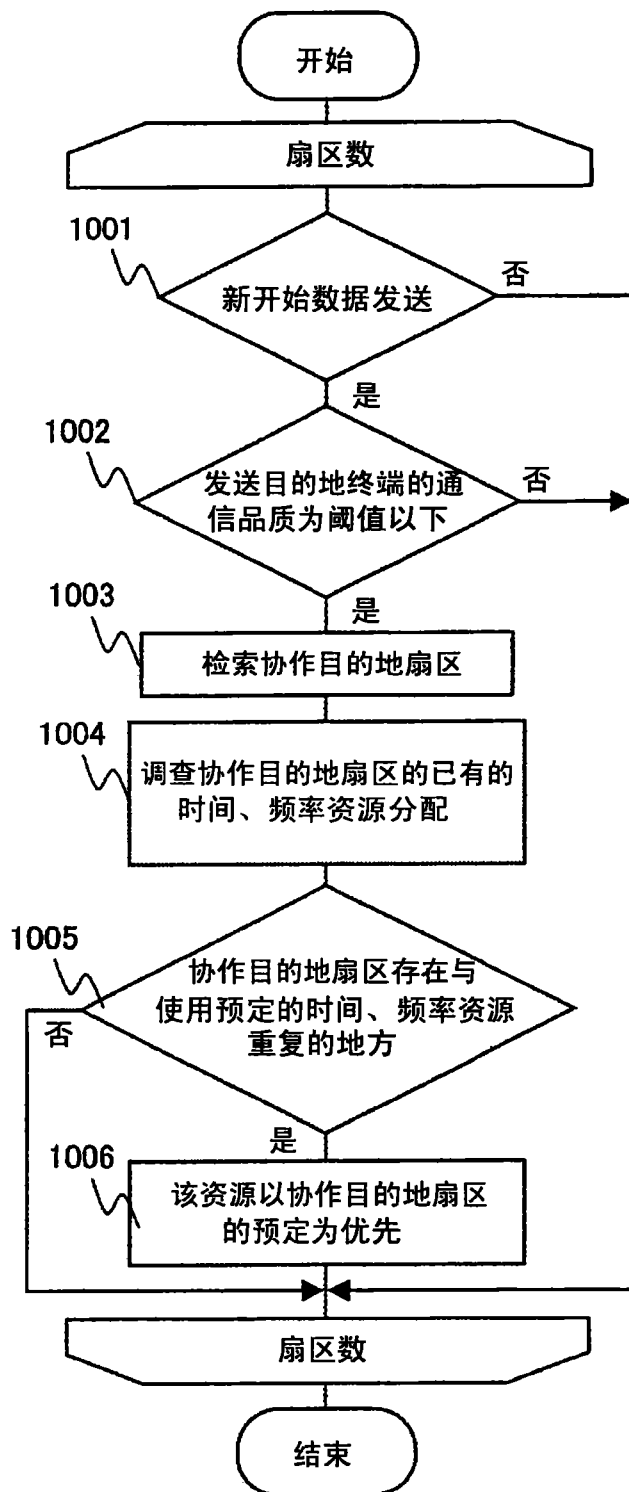 开始
扇区数
1001
新开始数据发送
否
是
1002
发送目的地终端的通
信品质为阈值以下
否
是
1003
检索协作目的地扇区
1004
调查协作目的地扇区的已有的
时间、频率资源分配
1005
协作目的地扇区存在与
使用预定的时间、频率资源
重复的地方
否
是
1006
该资源以协作目的地扇区
的预定为优先
扇区数
结束